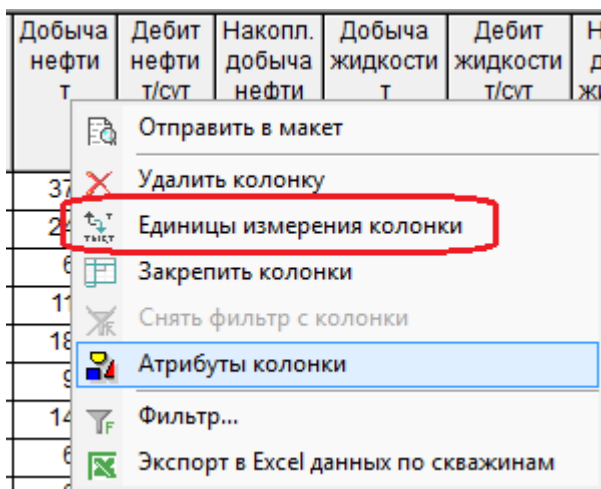 Добыча нефти т Дебит нефти т/сут Накопл. добыча нефти Добыча жидкости т Дебит жидкости т/сут
Отправить в макет
Удалить колонку
Единицы измерения колонки
Закрепить колонки
Снять фильтр с колонки
Атрибуты колонки
Фильтр...
Экспорт в Excel данных по скважинам